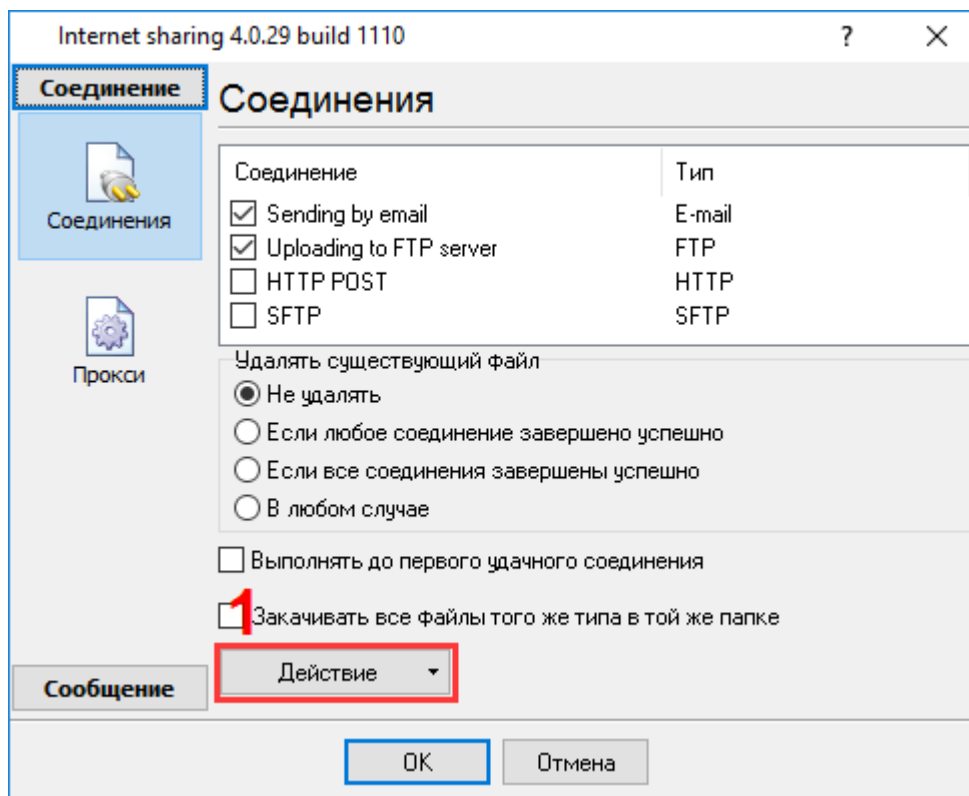 Internet sharing 4.0.29 build 1110
?
Соединение
Соединения
Прокси
Сообщение
Соединения
Соединение Тип
Sending by email E-mail
Uploading to FTP server FTP
HTTP POST HTTP
SFTP SFTP
Удалять существующий файл
Не удалять
Если любое соединение завершено успешно
Если все соединения завершены успешно
В любом случае
Выполнять до первого удачного соединения
1
Закачивать все файлы того же типа в той же папке
Действие
OK Отмена